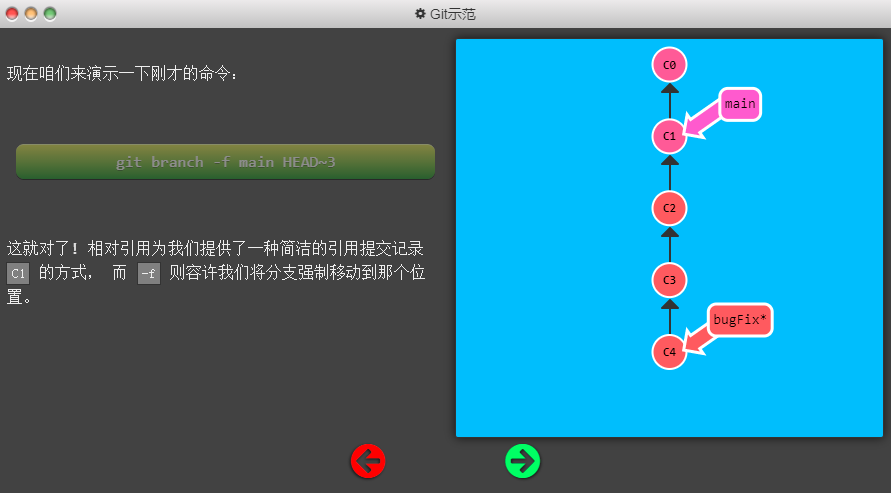 Git示范
现在咱们来演示一下刚才的命令：
git branch -f main HEAD~3
这就对了！相对引用为我们提供了一种简洁的引用提交记录
C1 的方式， 而 -f 则容许我们将分支强制移动到那个位
置。
C0
main
C1
C2
C3
bugFix*
C4